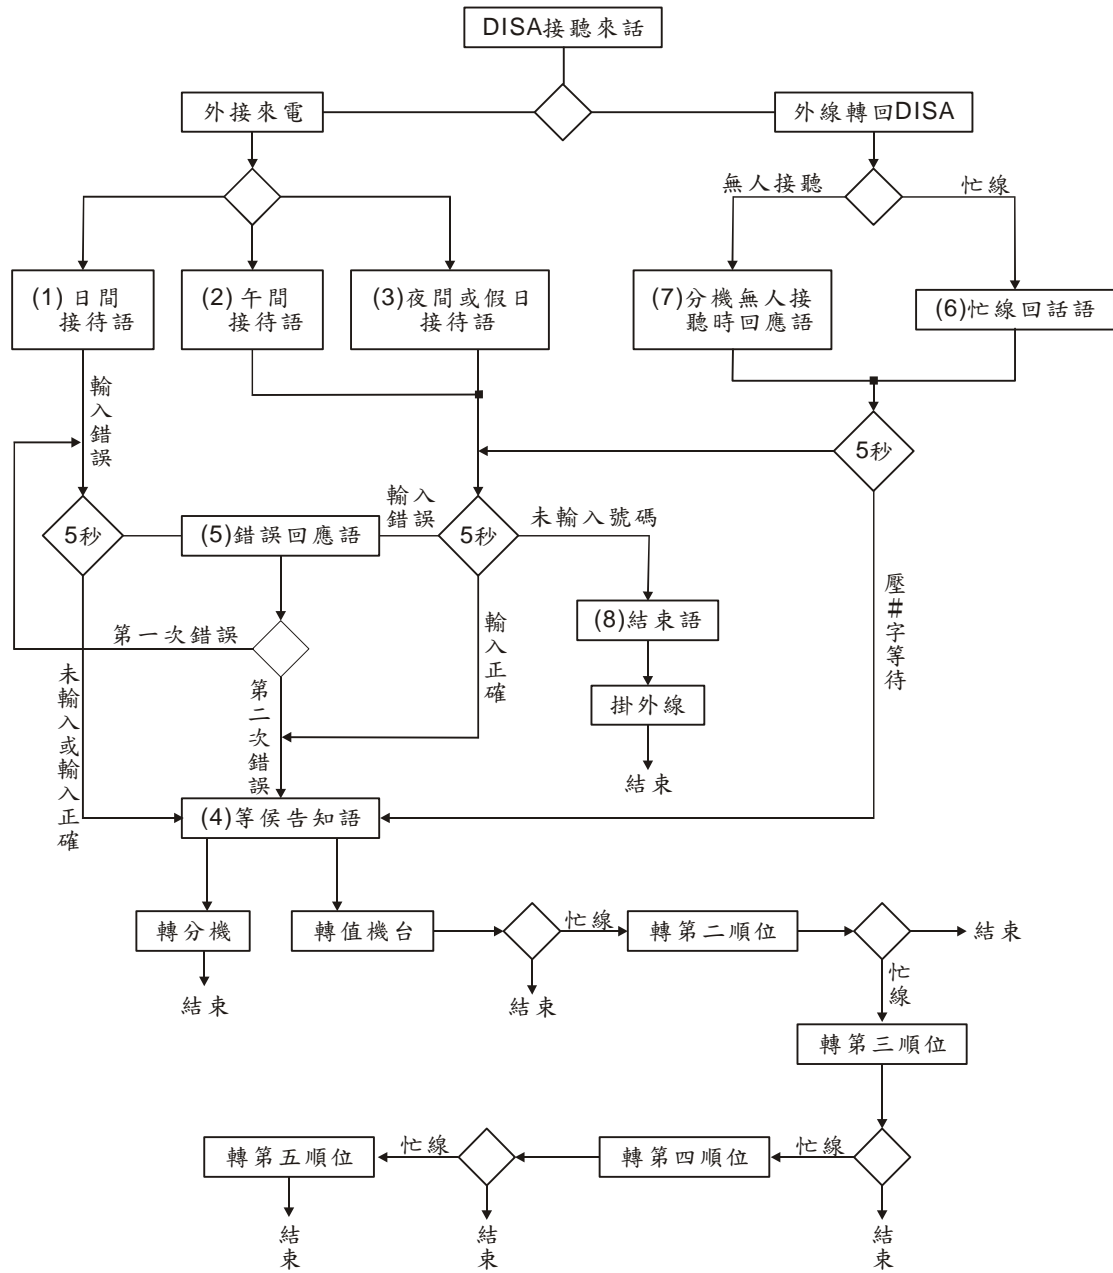 DISA接聽來話
外接來電
外線轉回DISA
無人接聽
忙線
(1)日間
接待語
(2)午間
接待語
(3)夜間或假日
接待語
(7)分機無人接
聽時回應語
(6)忙線回話語
輸入錯誤
5秒
5秒
(5)錯誤回應語
輸入
錯誤
5秒
未輸入號碼
(8)結束語
壓#字等待
第一次錯誤
輸入正確
掛外線
未輸入或輸入正確
第二次錯誤
結束
(4)等侯告知語
轉分機
轉值機台
忙線
轉第二順位
結束
結束
結束
忙線
轉第三順位
轉第五順位
忙線
轉第四順位
忙線
結束
結束
結束